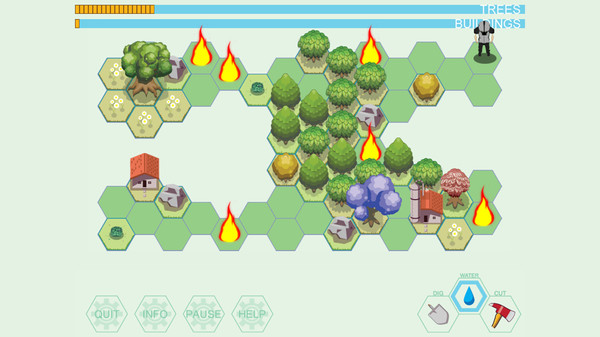 TREES
BUILDINGS
WATER
DIG
CUT
QUIT
INFO
PAUSE
HELP